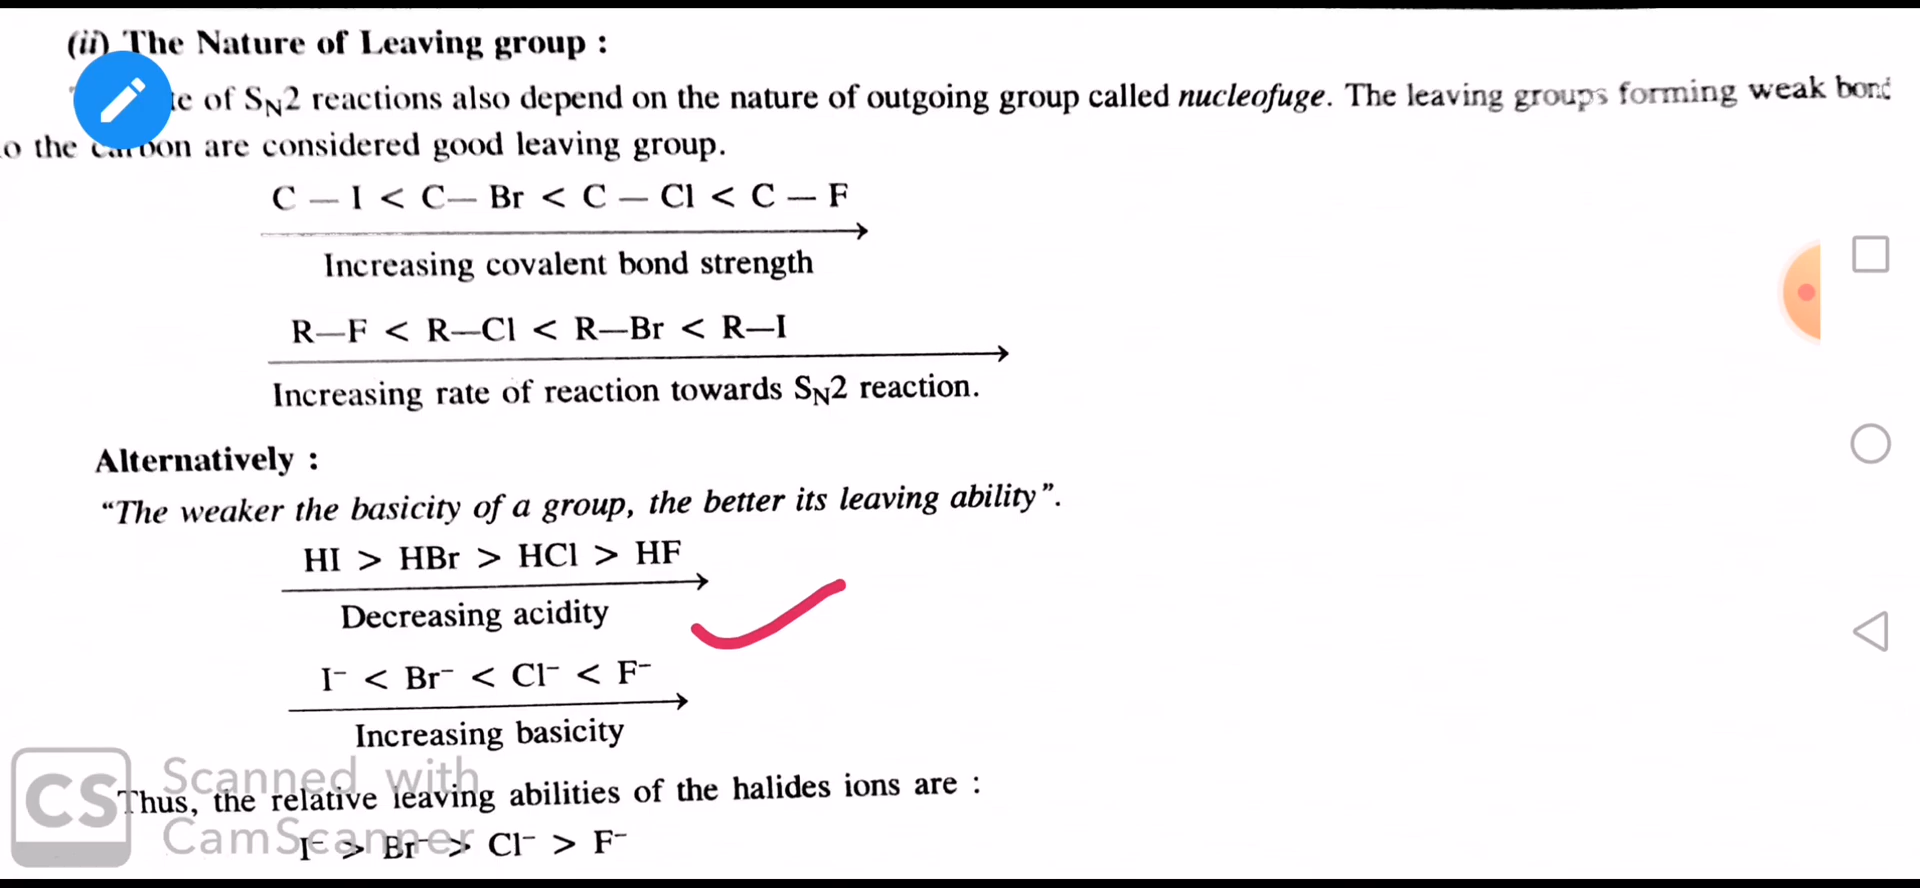 (ii) The Nature of Leaving group :
of SN2 reactions also depend on the nature of outgoing group called nucleofuge. The leaving groups forming weak bond
the carbon are considered good leaving group.
C — I < C— Br < C — Cl < C — F
Increasing covalent bond strength
R—F < R—Cl < R—Br < R—I
Increasing rate of reaction towards SN2 reaction.
Alternatively :
“The weaker the basicity of a group, the better its leaving ability”.
HI > HBr > HCl > HF
Decreasing acidity
I⁻ < Br⁻ < Cl⁻ < F⁻
Increasing basicity
CS Scanned with
Thus, the relative leaving abilities of the halides ions are :
CamScanner
I⁻ > Br⁻ > Cl⁻ > F⁻